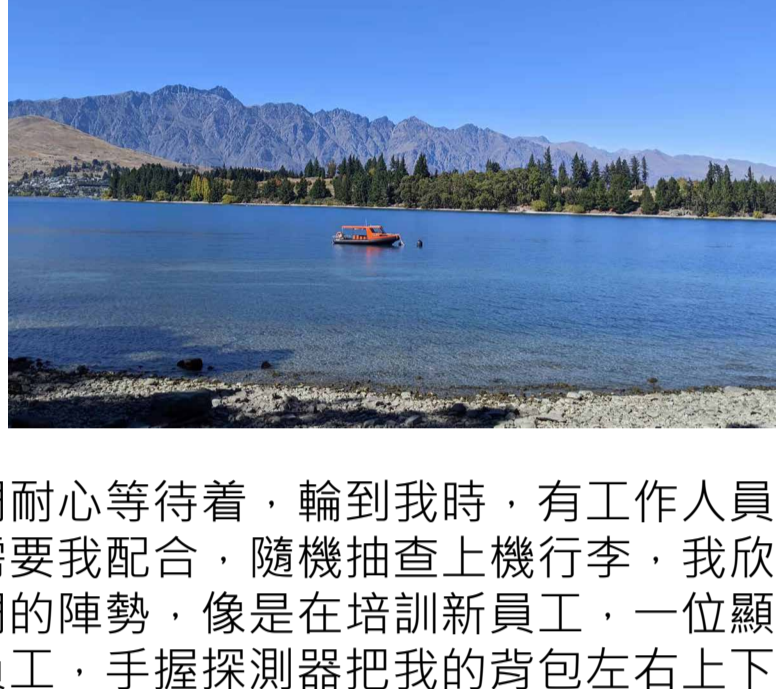 耐心等待着，輪到我時，有工作人員
要我配合，隨機抽查上機行李，我欣
的陣勢，像是在培訓新員工，一位顯
工，手握探測器把我的背包左右上下